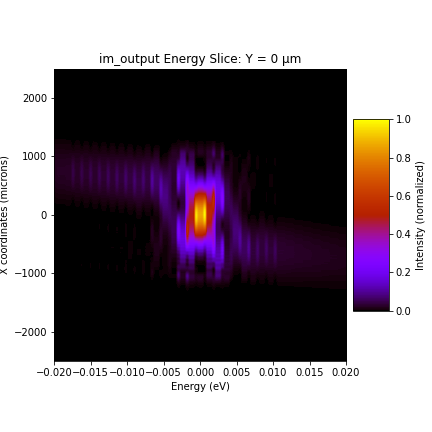 im_output Energy Slice: Y = 0 μm
X coordinates (microns)
2000
1000
0
−1000
−2000
−0.020−0.015−0.010−0.005 0.000 0.005 0.010 0.015 0.020
Energy (eV)
1.0
0.8
0.6
0.4
0.2
0.0
Intensity (normalized)